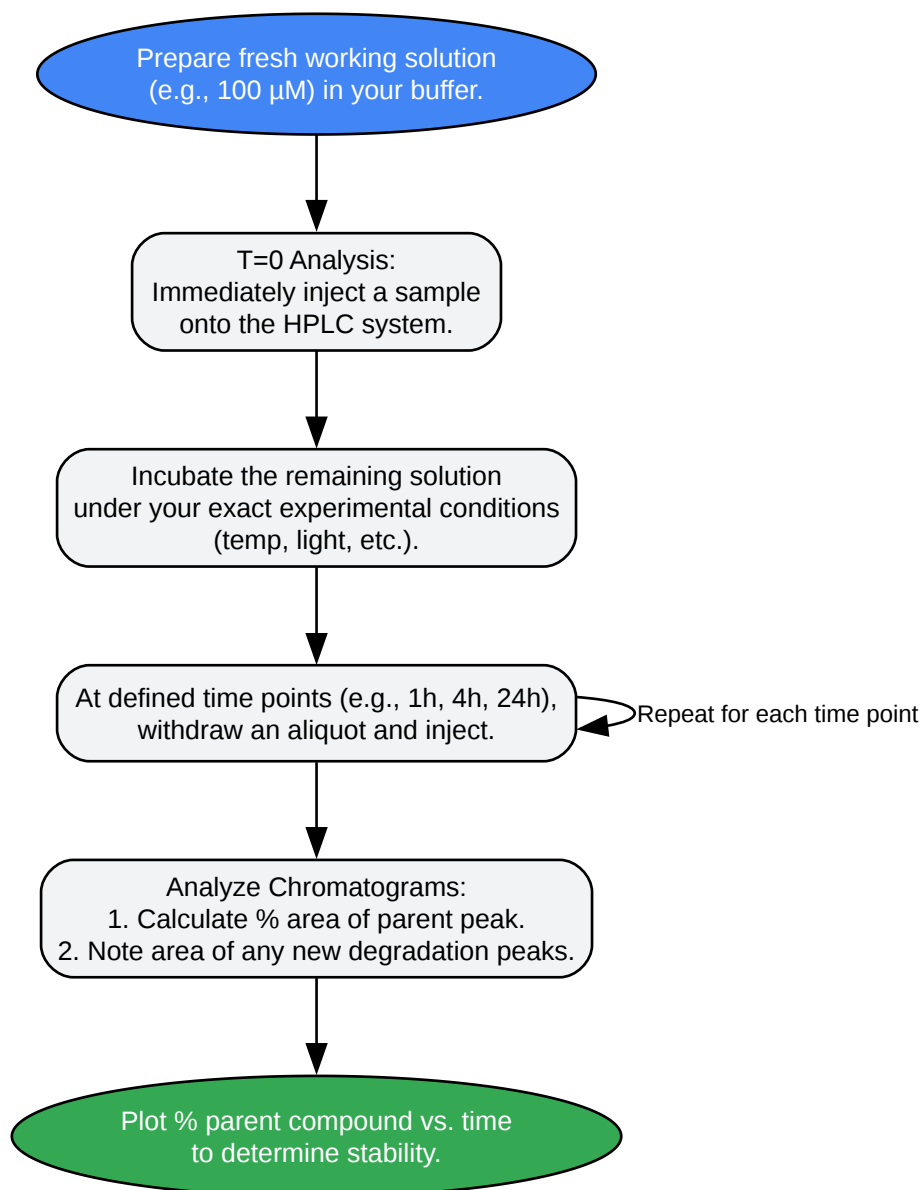 Prepare fresh working solution
(e.g., 100 µM) in your buffer.
T=0 Analysis:
Immediately inject a sample
onto the HPLC system.
Incubate the remaining solution
under your exact experimental conditions
(temp, light, etc.).
At defined time points (e.g., 1h, 4h, 24h),
withdraw an aliquot and inject.
Repeat for each time point
Analyze Chromatograms:
1. Calculate % area of parent peak.
2. Note area of any new degradation peaks.
Plot % parent compound vs. time
to determine stability.